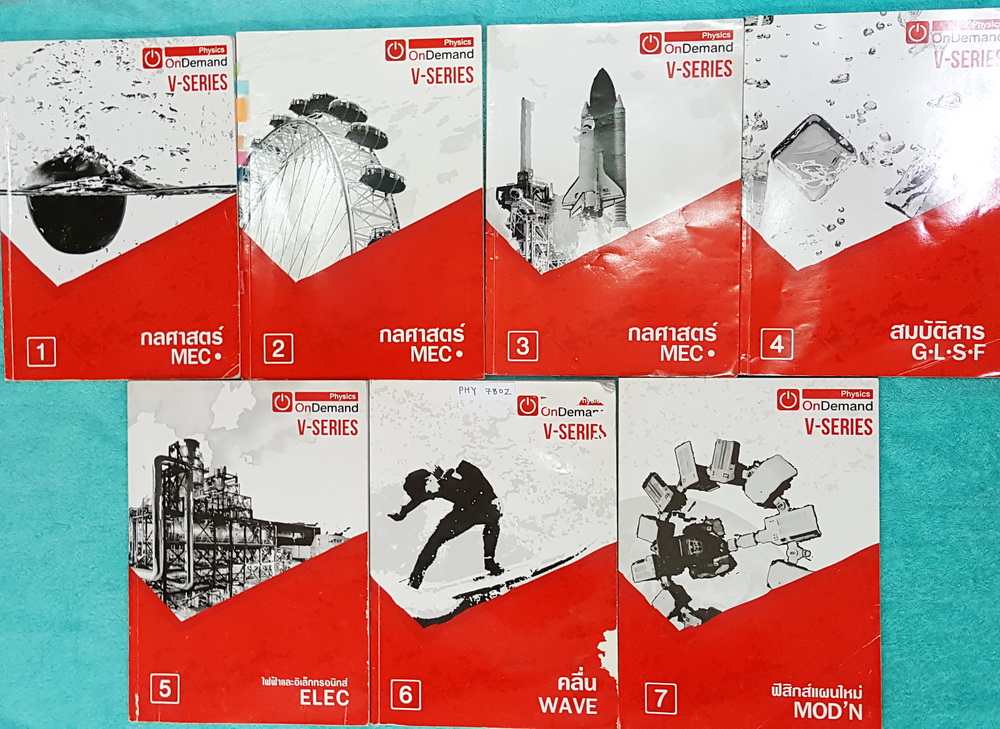 Physics
OnDemand
V-SERIES
1
กลศาสตร์
MEC •
Physics
OnDemand
V-SERIES
2
กลศาสตร์
MEC •
Physics
OnDemand
V-SERIES
3
กลศาสตร์
MEC •
Physics
OnDemand
V-SERIES
4
สมบัติสาร
G•L•S•F
Physics
OnDemand
V-SERIES
5
ไฟฟ้าและอิเล็กทรอนิกส์
ELEC
PHY 7802
Physics
OnDemand
V-SERIES
6
คลื่น
WAVE
Physics
OnDemand
V-SERIES
7
ฟิสิกส์แผนใหม่
MOD'N